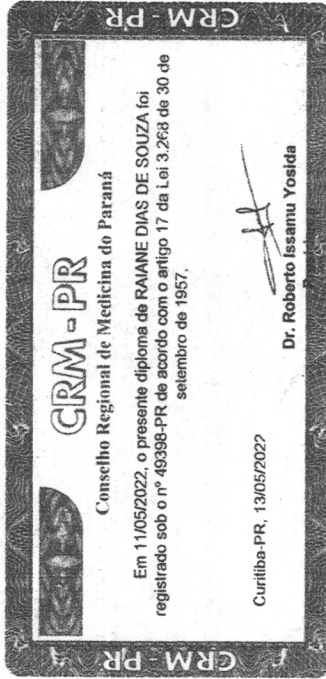 CRM - PR
CRM - PR
Conselho Regional de Medicina do Paraná
Em 11/05/2022, o presente diploma de RAIANE DIAS DE SOUZA foi
registrado sob o nº 49398-PR de acordo com o artigo 17 da Lei 3.268 de 30 de
setembro de 1957.
Curitiba-PR, 13/05/2022
Dr. Roberto Issamu Yosida
CRM - PR